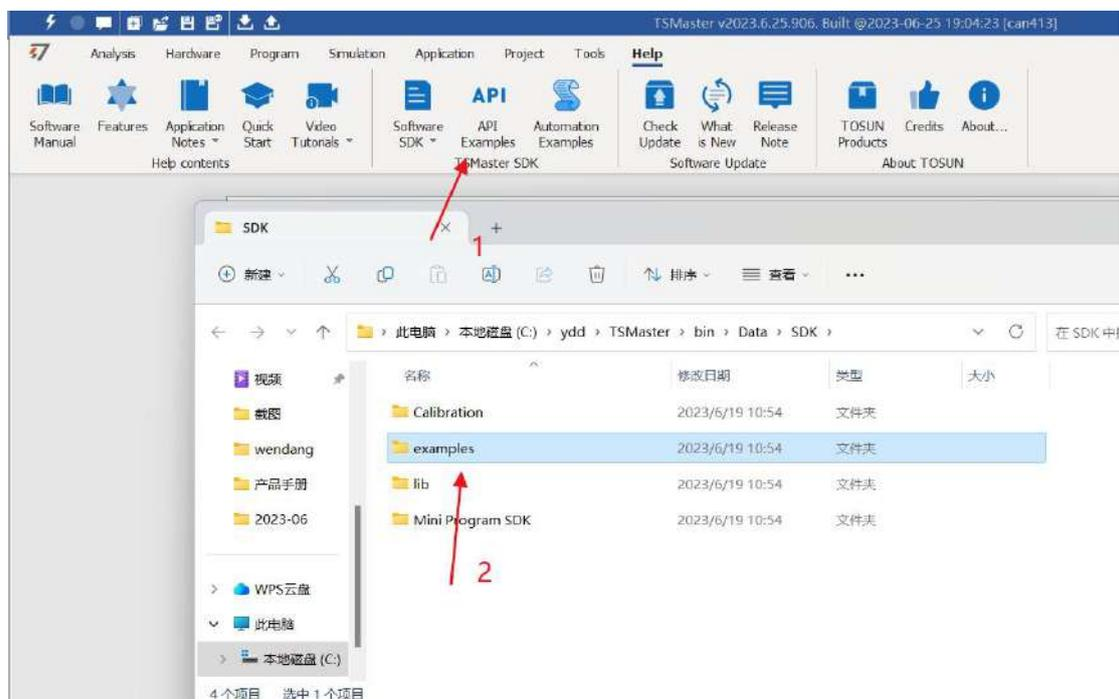 TSMaster v2023.6.25.906. Built @2023-06-25 19:04:23 [can413]
Analysis Hardware Program Simulation Application Project Tools Help
Software Manual
Features
Application Notes
Quick Start
Video Tutorials
Help contents
Software SDK
API
API Examples
Automation Examples
TSMaster SDK
Check Update
What is New
Release Note
Software Update
TOSUN Products
Credits
About...
About TOSUN
1
SDK
新建
排序
查看
此电脑 › 本地磁盘 (C:) › ydd › TSMaster › bin › Data › SDK ›
在 SDK 中
名称 修改日期 类型 大小
Calibration 2023/6/19 10:54 文件夹
examples 2023/6/19 10:54 文件夹
lib 2023/6/19 10:54 文件夹
Mini Program SDK 2023/6/19 10:54 文件夹
2
视频
截图
wendang
产品手册
2023-06
WPS云盘
此电脑
本地磁盘 (C:)
4个项目 选中1个项目